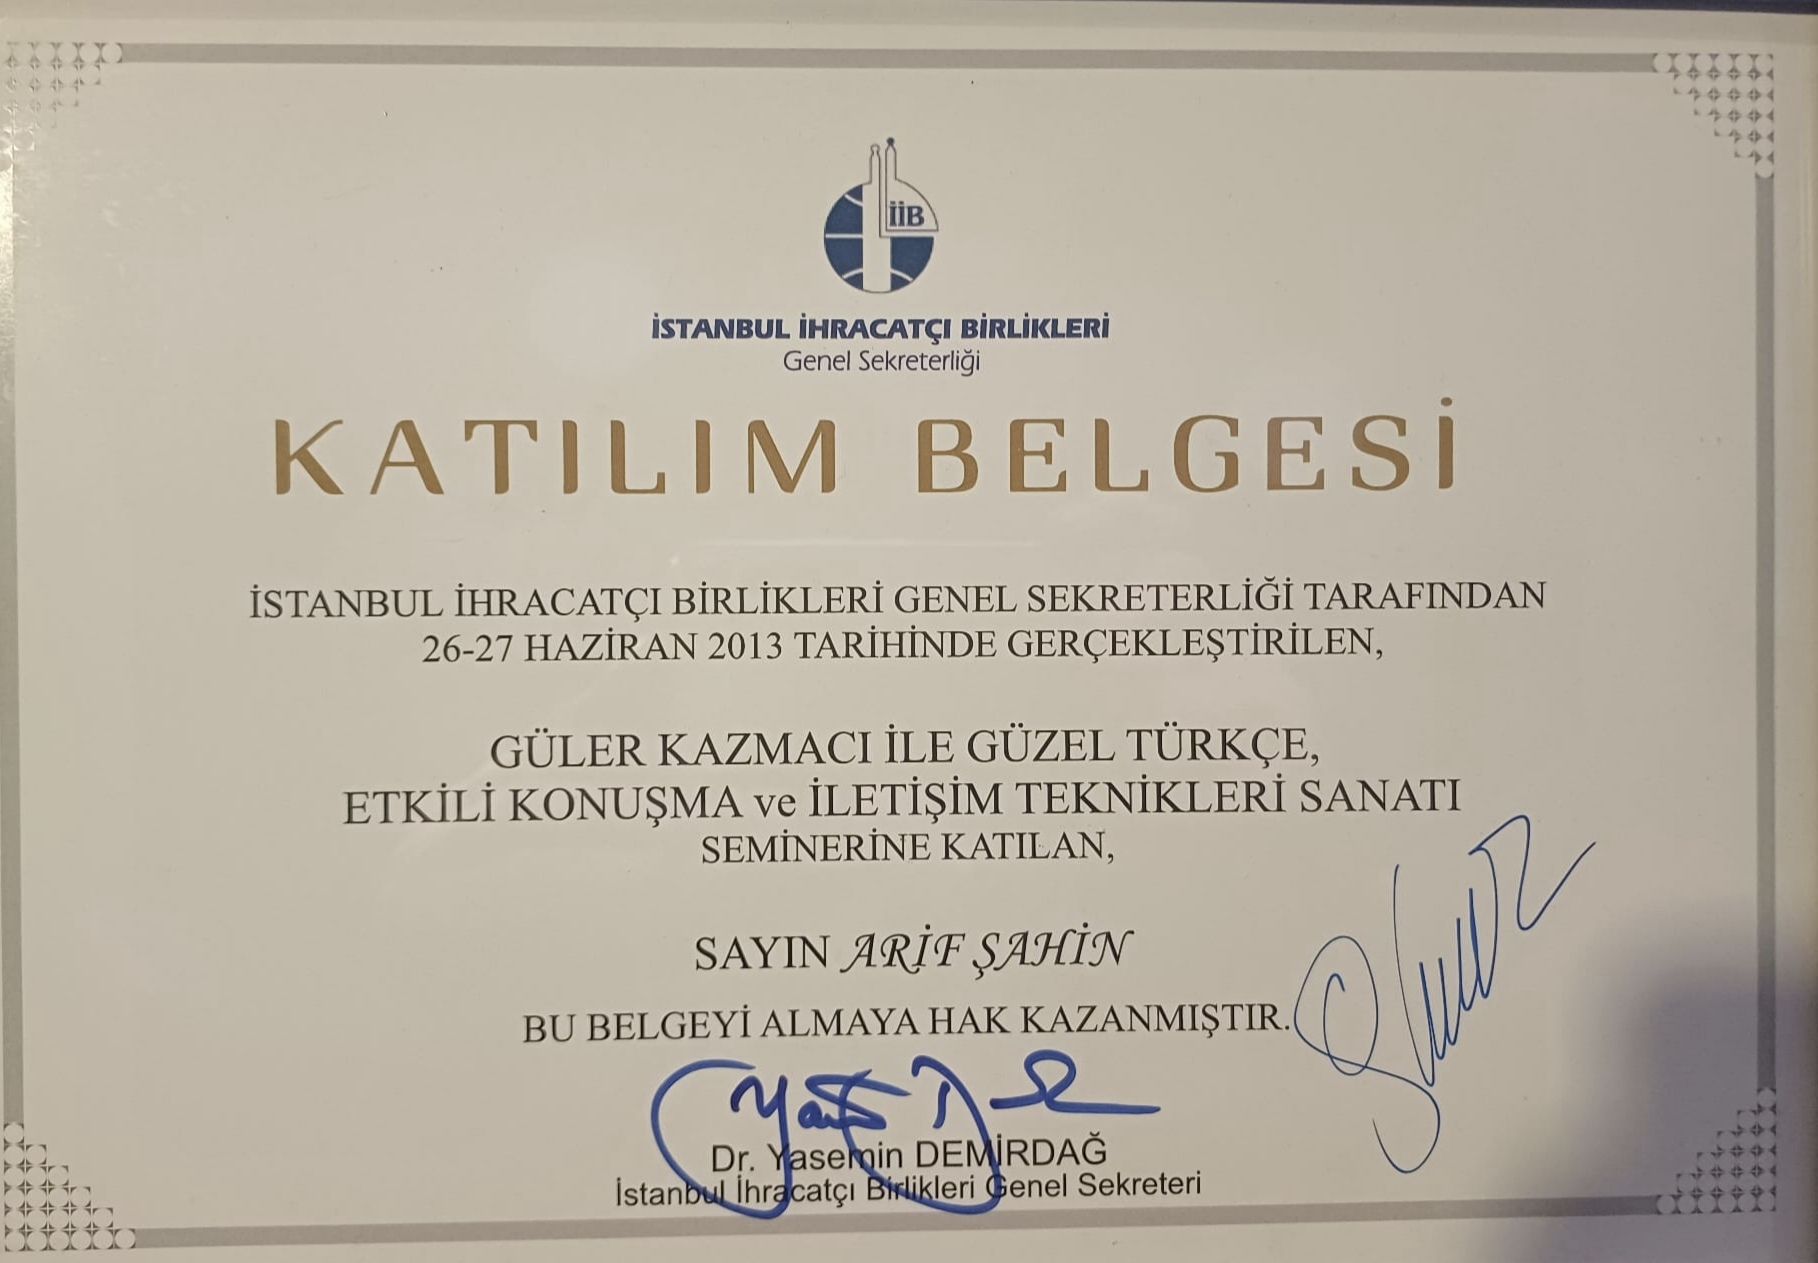 İİB
İSTANBUL İHRACATÇI BİRLİKLERİ
Genel Sekreterliği
KATILIM BELGESİ
İSTANBUL İHRACATÇI BİRLİKLERİ GENEL SEKRETERLİĞİ TARAFINDAN
26-27 HAZİRAN 2013 TARİHİNDE GERÇEKLEŞTİRİLEN,
GÜLER KAZMACI İLE GÜZEL TÜRKÇE,
ETKİLİ KONUŞMA ve İLETİŞİM TEKNİKLERİ SANATI
SEMİNERİNE KATILAN,
SAYIN ARİF ŞAHİN
BU BELGEYİ ALMAYA HAK KAZANMIŞTIR.
Dr. Yasemin DEMİRDAĞ
İstanbul İhracatçı Birlikleri Genel Sekreteri